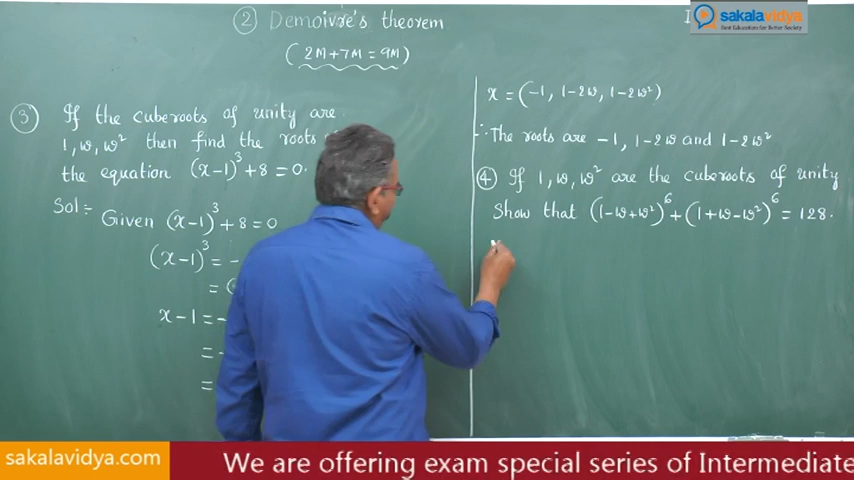 ② Demoivre's theorem
(2M+7M=9M)
sakalavidya
Best Education for Better Society
③ If the cuberoots of unity are
1, ω, ω² then find the roots
the equation (x-1)³+8=0.
Sol:-
Given (x-1)³+8=0
(x-1)³ = -
= (
x-1 = -
= -
=
x = (-1, 1-2ω, 1-2ω²)
∴ The roots are -1, 1-2ω and 1-2ω²
④ If 1, ω, ω² are the cuberoots of unity
Show that (1-ω+ω²)⁶+(1+ω-ω²)⁶ = 128.
sakalavidya.com
We are offering exam special series of Intermediate